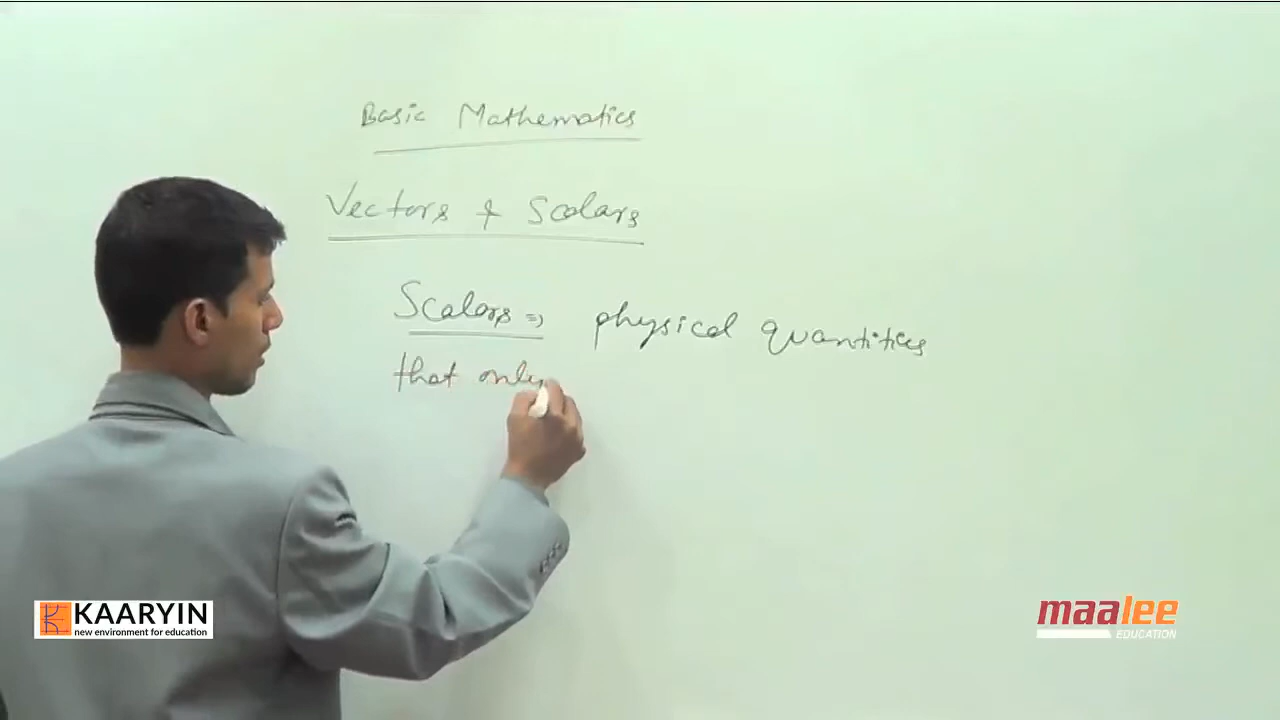 Basic Mathematics
Vectors & Scalars
Scalars => physical quantities
that only
KAARYIN
new environment for education
maalee
EDUCATION